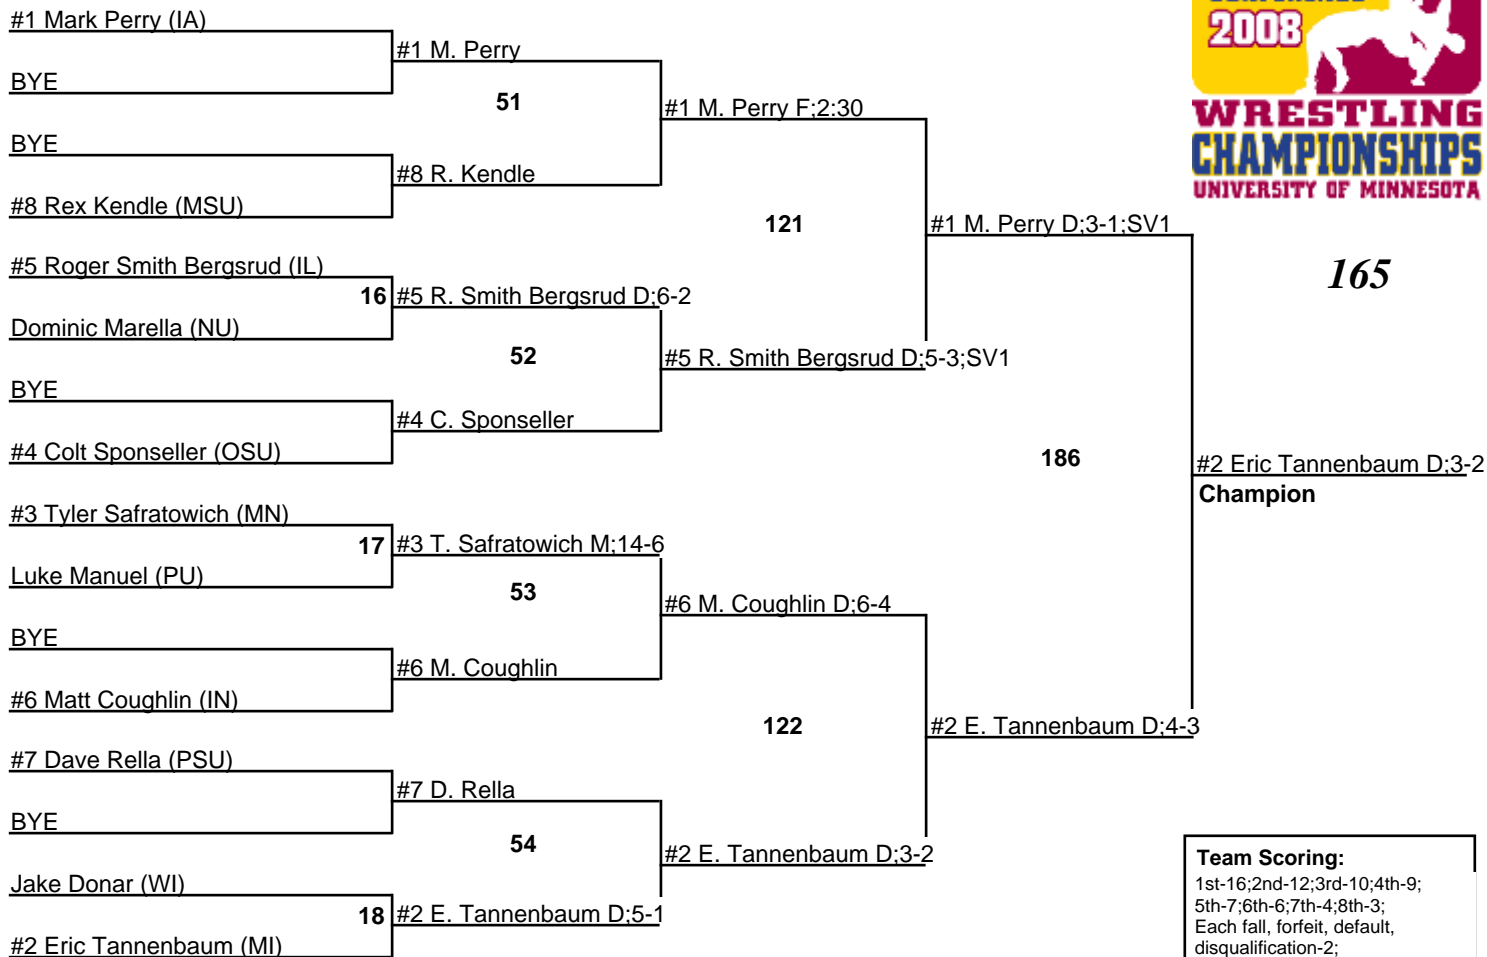 #1 Mark Perry (IA)
BYE
BYE
#8 Rex Kendle (MSU)
#5 Roger Smith Bergsrud (IL)
Dominic Marella (NU)
BYE
#4 Colt Sponseller (OSU)
#3 Tyler Safratowich (MN)
Luke Manuel (PU)
BYE
#6 Matt Coughlin (IN)
#7 Dave Rella (PSU)
BYE
Jake Donar (WI)
#2 Eric Tannenbaum (MI)
16
17
18
#1 M. Perry
51
#8 R. Kendle
#5 R. Smith Bergsrud D;6-2
52
#4 C. Sponseller
#3 T. Safratowich M;14-6
53
#6 M. Coughlin
#7 D. Rella
54
#2 E. Tannenbaum D;5-1
#1 M. Perry F;2:30
121
#5 R. Smith Bergsrud D;5-3;SV1
#6 M. Coughlin D;6-4
122
#2 E. Tannenbaum D;3-2
#1 M. Perry D;3-1;SV1
186
#2 E. Tannenbaum D;4-3
#2 Eric Tannenbaum D;3-2
Champion
2008
WRESTLING
CHAMPIONSHIPS
UNIVERSITY OF MINNESOTA
165
Team Scoring:
1st-16;2nd-12;3rd-10;4th-9;
5th-7;6th-6;7th-4;8th-3;
Each fall, forfeit, default,
disqualification-2;